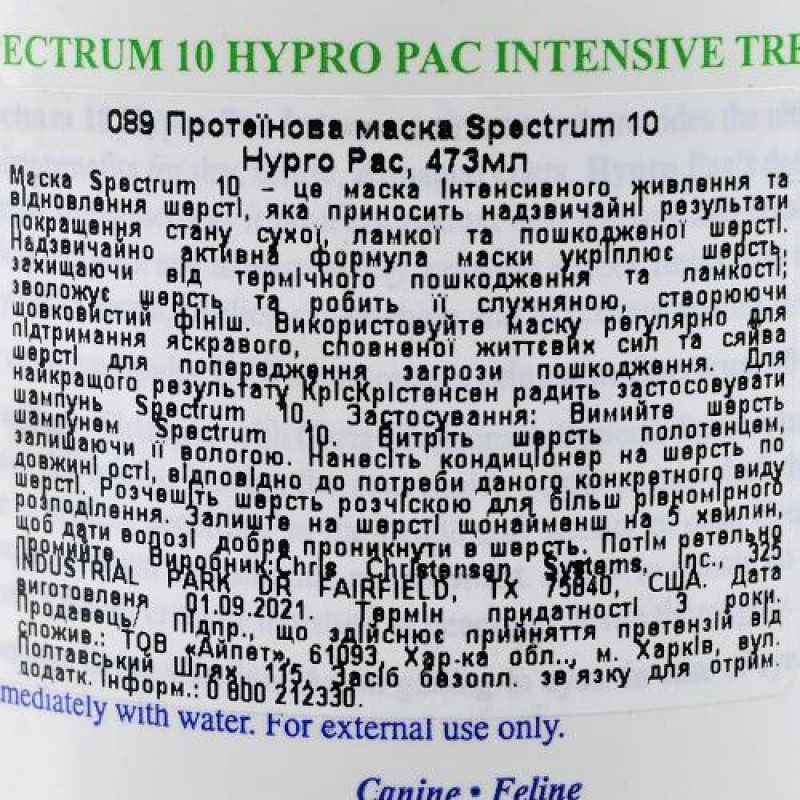 ECTRUM 10 HYPRO PAC INTENSIVE TRE
089 Протеїнова маска Spectrum 10
Hypro Pac, 473мл
Маска Spectrum 10 – це маска інтенсивного живлення та
відновлення шерсті, яка приносить надзвичайні результати
покращення стану сухої, ламкої та пошкодженої шерсті.
Надзвичайно активна формула маски укріплює шерсть,
захищаючи від термічного пошкодження та ламкості;
зволожує шерсть та робить її слухняною, створюючи
шовковистий фініш. Використовуйте маску регулярно для
підтримання яскравого, сповненої життєвих сил та сяйва
шерсті для попередження загрози пошкодження. Для
найкращого результату КрісКрістенсен радить застосовувати
шампунь Spectrum 10, Застосування: Вимийте шерсть
шампунем Spectrum 10. Витріть шерсть полотенцем,
залишаючи її вологою. Нанесіть кондиціонер на шерсть по
довжині ості, відповідно до потреби даного конкретного виду
шерсті. Розчешіть шерсть розчіскою для більш рівномірного
розподілення. Залиште на шерсті щонайменш на 5 хвилин,
щоб дати вологі добре проникнути в шерсть. Потім ретельно
промийте. Виробник:Chris Christensen Systems, Inc., 325
INDUSTRIAL PARK DR FAIRFIELD, TX 75840, США. Дата
виготовленя 01.09.2021. Термін придатності 3 роки.
Продавець/ Підпр., що здійснює прийняття претензій від
спожив.: ТОВ «Айпет», 61093, Хар-ка обл.., м. Харків, вул.
Полтавський Шлях, 115, Засіб безопл. зв'язку для отрим.
додатк. інформ.: 0 800 212330.
mediately with water. For external use only.
Canine • Feline